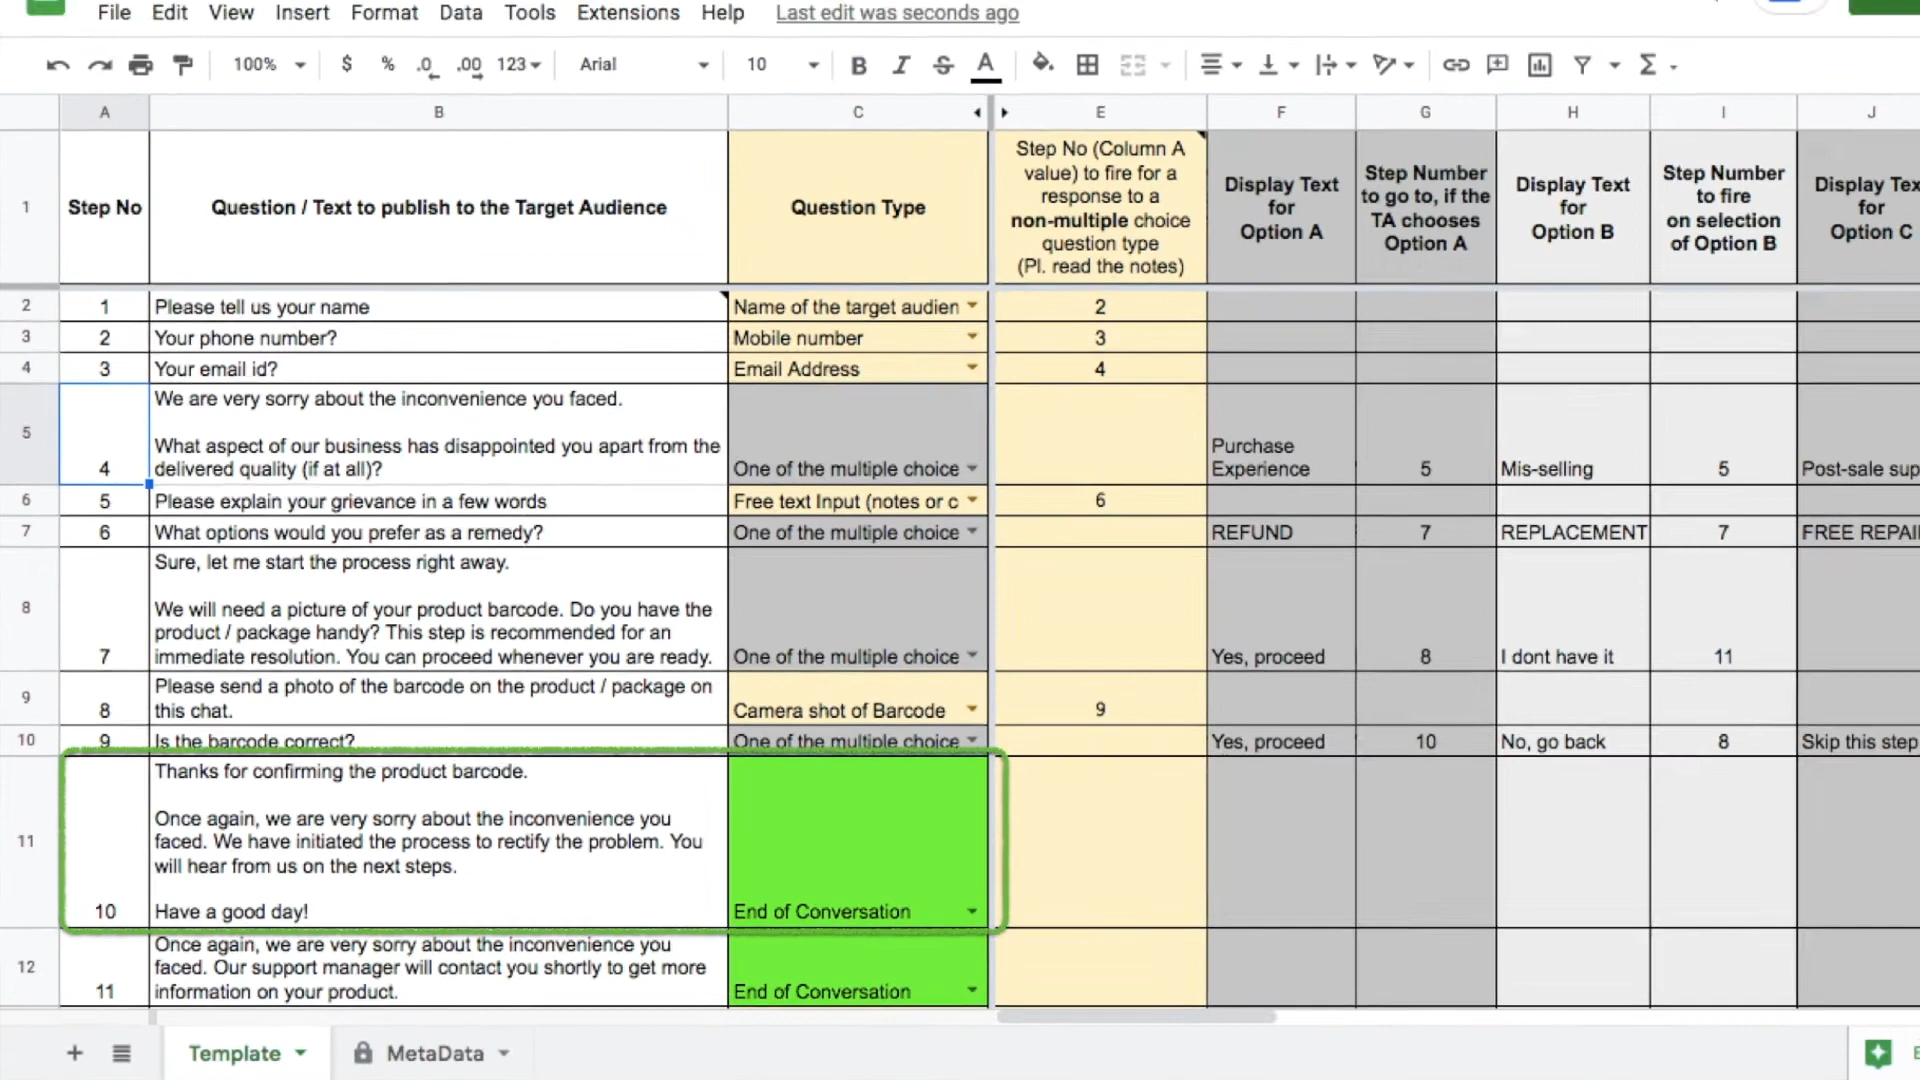 File Edit View Insert Format Data Tools Extensions Help Last edit was seconds ago
100% $ % .0 .00 123 Arial 10 B I S A Σ
A B C E F G H I J
1
Step No
Question / Text to publish to the Target Audience
Question Type
Step No (Column A
value) to fire for a
response to a
non-multiple choice
question type
(Pl. read the notes)
Display Text
for
Option A
Step Number
to go to, if the
TA chooses
Option A
Display Text
for
Option B
Step Number
to fire
on selection
of Option B
Display Tex
for
Option C
2 1 Please tell us your name Name of the target audien 2
3 2 Your phone number? Mobile number 3
4 3 Your email id? Email Address 4
We are very sorry about the inconvenience you faced.
5
What aspect of our business has disappointed you apart from the Purchase
4 delivered quality (if at all)? One of the multiple choice Experience 5 Mis-selling 5 Post-sale sup
6 5 Please explain your grievance in a few words Free text Input (notes or c 6
7 6 What options would you prefer as a remedy? One of the multiple choice REFUND 7 REPLACEMENT 7 FREE REPAI
Sure, let me start the process right away.
8
We will need a picture of your product barcode. Do you have the
product / package handy? This step is recommended for an
7 immediate resolution. You can proceed whenever you are ready. One of the multiple choice Yes, proceed 8 I dont have it 11
9
Please send a photo of the barcode on the product / package on
8 this chat. Camera shot of Barcode 9
10 9 Is the barcode correct? One of the multiple choice Yes, proceed 10 No, go back 8 Skip this step
Thanks for confirming the product barcode.
Once again, we are very sorry about the inconvenience you
11 faced. We have initiated the process to rectify the problem. You
will hear from us on the next steps.
10 Have a good day! End of Conversation
Once again, we are very sorry about the inconvenience you
12 faced. Our support manager will contact you shortly to get more
11 information on your product. End of Conversation
+ Template MetaData